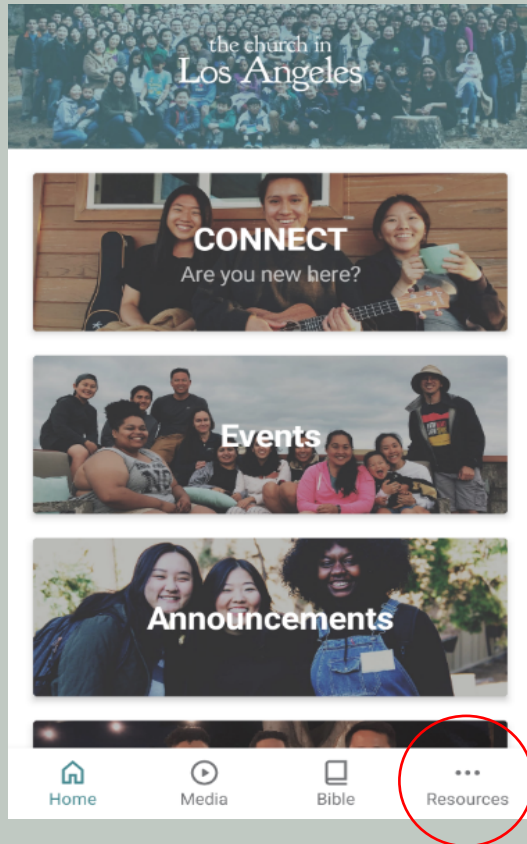 the church in
Los Angeles
CONNECT
Are you new here?
Events
Announcements
Home
Media
Bible
Resources